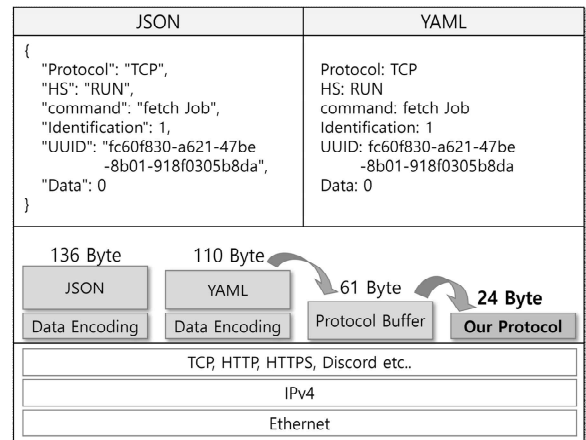 JSON
YAML
{
"Protocol": "TCP",
"HS": "RUN",
"command": "fetch Job",
"Identification": 1,
"UUID": "fc60f830-a621-47be
-8b01-918f0305b8da",
"Data": 0
}
Protocol: TCP
HS: RUN
command: fetch Job
Identification: 1
UUID: fc60f830-a621-47be
-8b01-918f0305b8da
Data: 0
136 Byte
JSON
Data Encoding
110 Byte
YAML
Data Encoding
61 Byte
Protocol Buffer
24 Byte
Our Protocol
TCP, HTTP, HTTPS, Discord etc..
IPv4
Ethernet